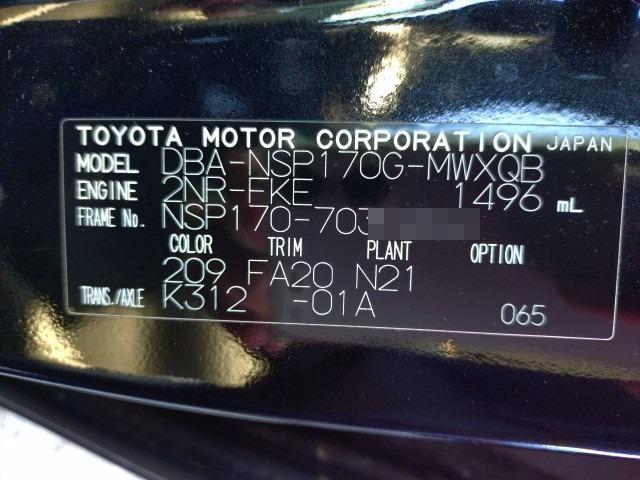 TOYOTA MOTOR CORPORATION JAPAN
MODEL DBA-NSP170G-MWXQB
ENGINE 2NR-FKE 1496 mL
FRAME No. NSP170-703
COLOR TRIM PLANT OPTION
209 FA20 N21
TRANS./AXLE K312 -01A 065